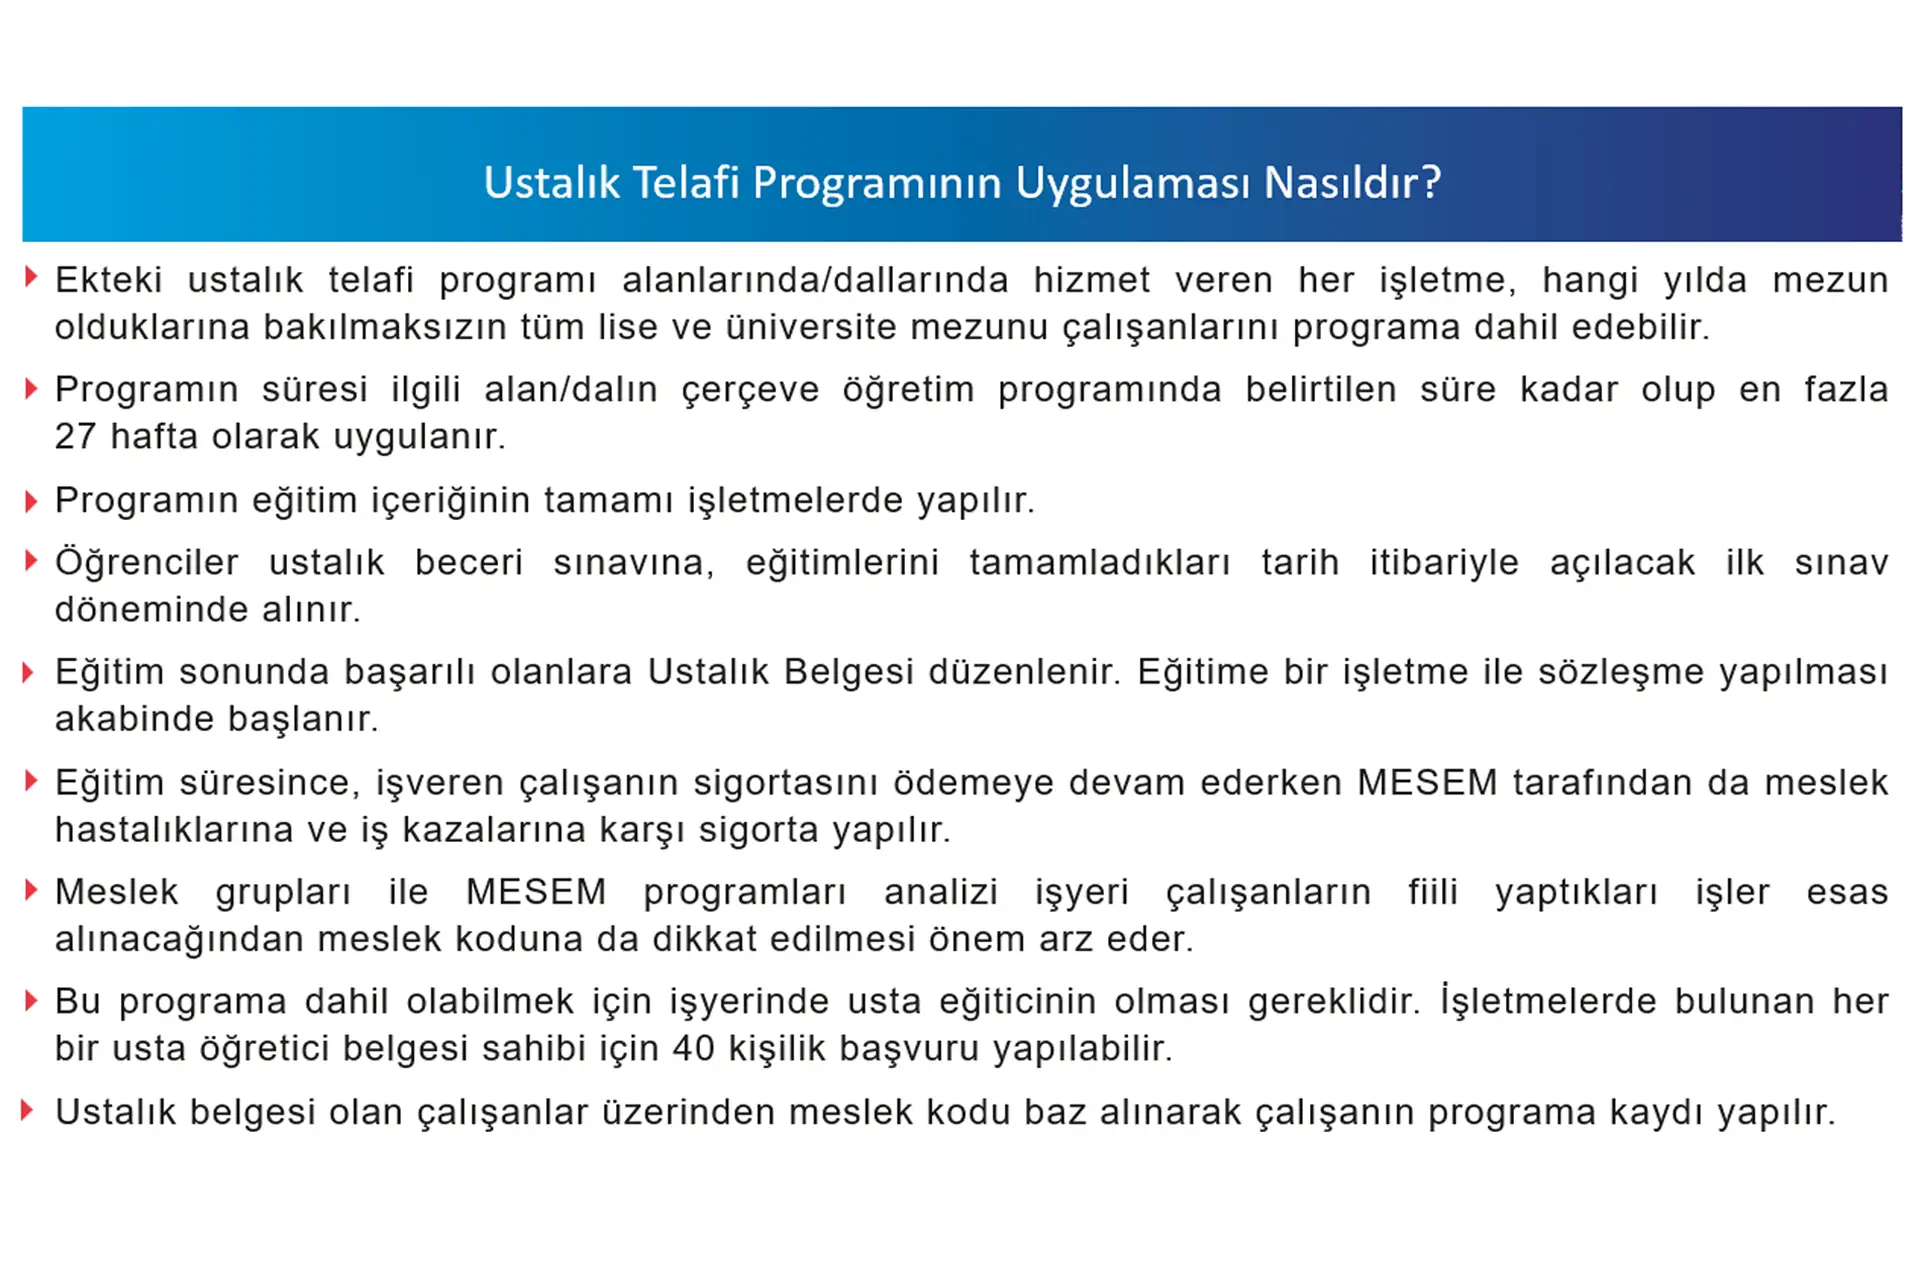 Ustalık Telafi Programının Uygulaması Nasıldır?
Ekteki ustalık telafi programı alanlarında/dallarında hizmet veren her işletme, hangi yılda mezun
olduklarına bakılmaksızın tüm lise ve üniversite mezunu çalışanlarını programa dahil edebilir.
Programın süresi ilgili alan/dalın çerçeve öğretim programında belirtilen süre kadar olup en fazla
27 hafta olarak uygulanır.
Programın eğitim içeriğinin tamamı işletmelerde yapılır.
Öğrenciler ustalık beceri sınavına, eğitimlerini tamamladıkları tarih itibariyle açılacak ilk sınav
döneminde alınır.
Eğitim sonunda başarılı olanlara Ustalık Belgesi düzenlenir. Eğitime bir işletme ile sözleşme yapılması
akabinde başlanır.
Eğitim süresince, işveren çalışanın sigortasını ödemeye devam ederken MESEM tarafından da meslek
hastalıklarına ve iş kazalarına karşı sigorta yapılır.
Meslek grupları ile MESEM programları analizi işyeri çalışanların fiili yaptıkları işler esas
alınacağından meslek koduna da dikkat edilmesi önem arz eder.
Bu programa dahil olabilmek için işyerinde usta eğiticinin olması gereklidir. İşletmelerde bulunan her
bir usta öğretici belgesi sahibi için 40 kişilik başvuru yapılabilir.
Ustalık belgesi olan çalışanlar üzerinden meslek kodu baz alınarak çalışanın programa kaydı yapılır.